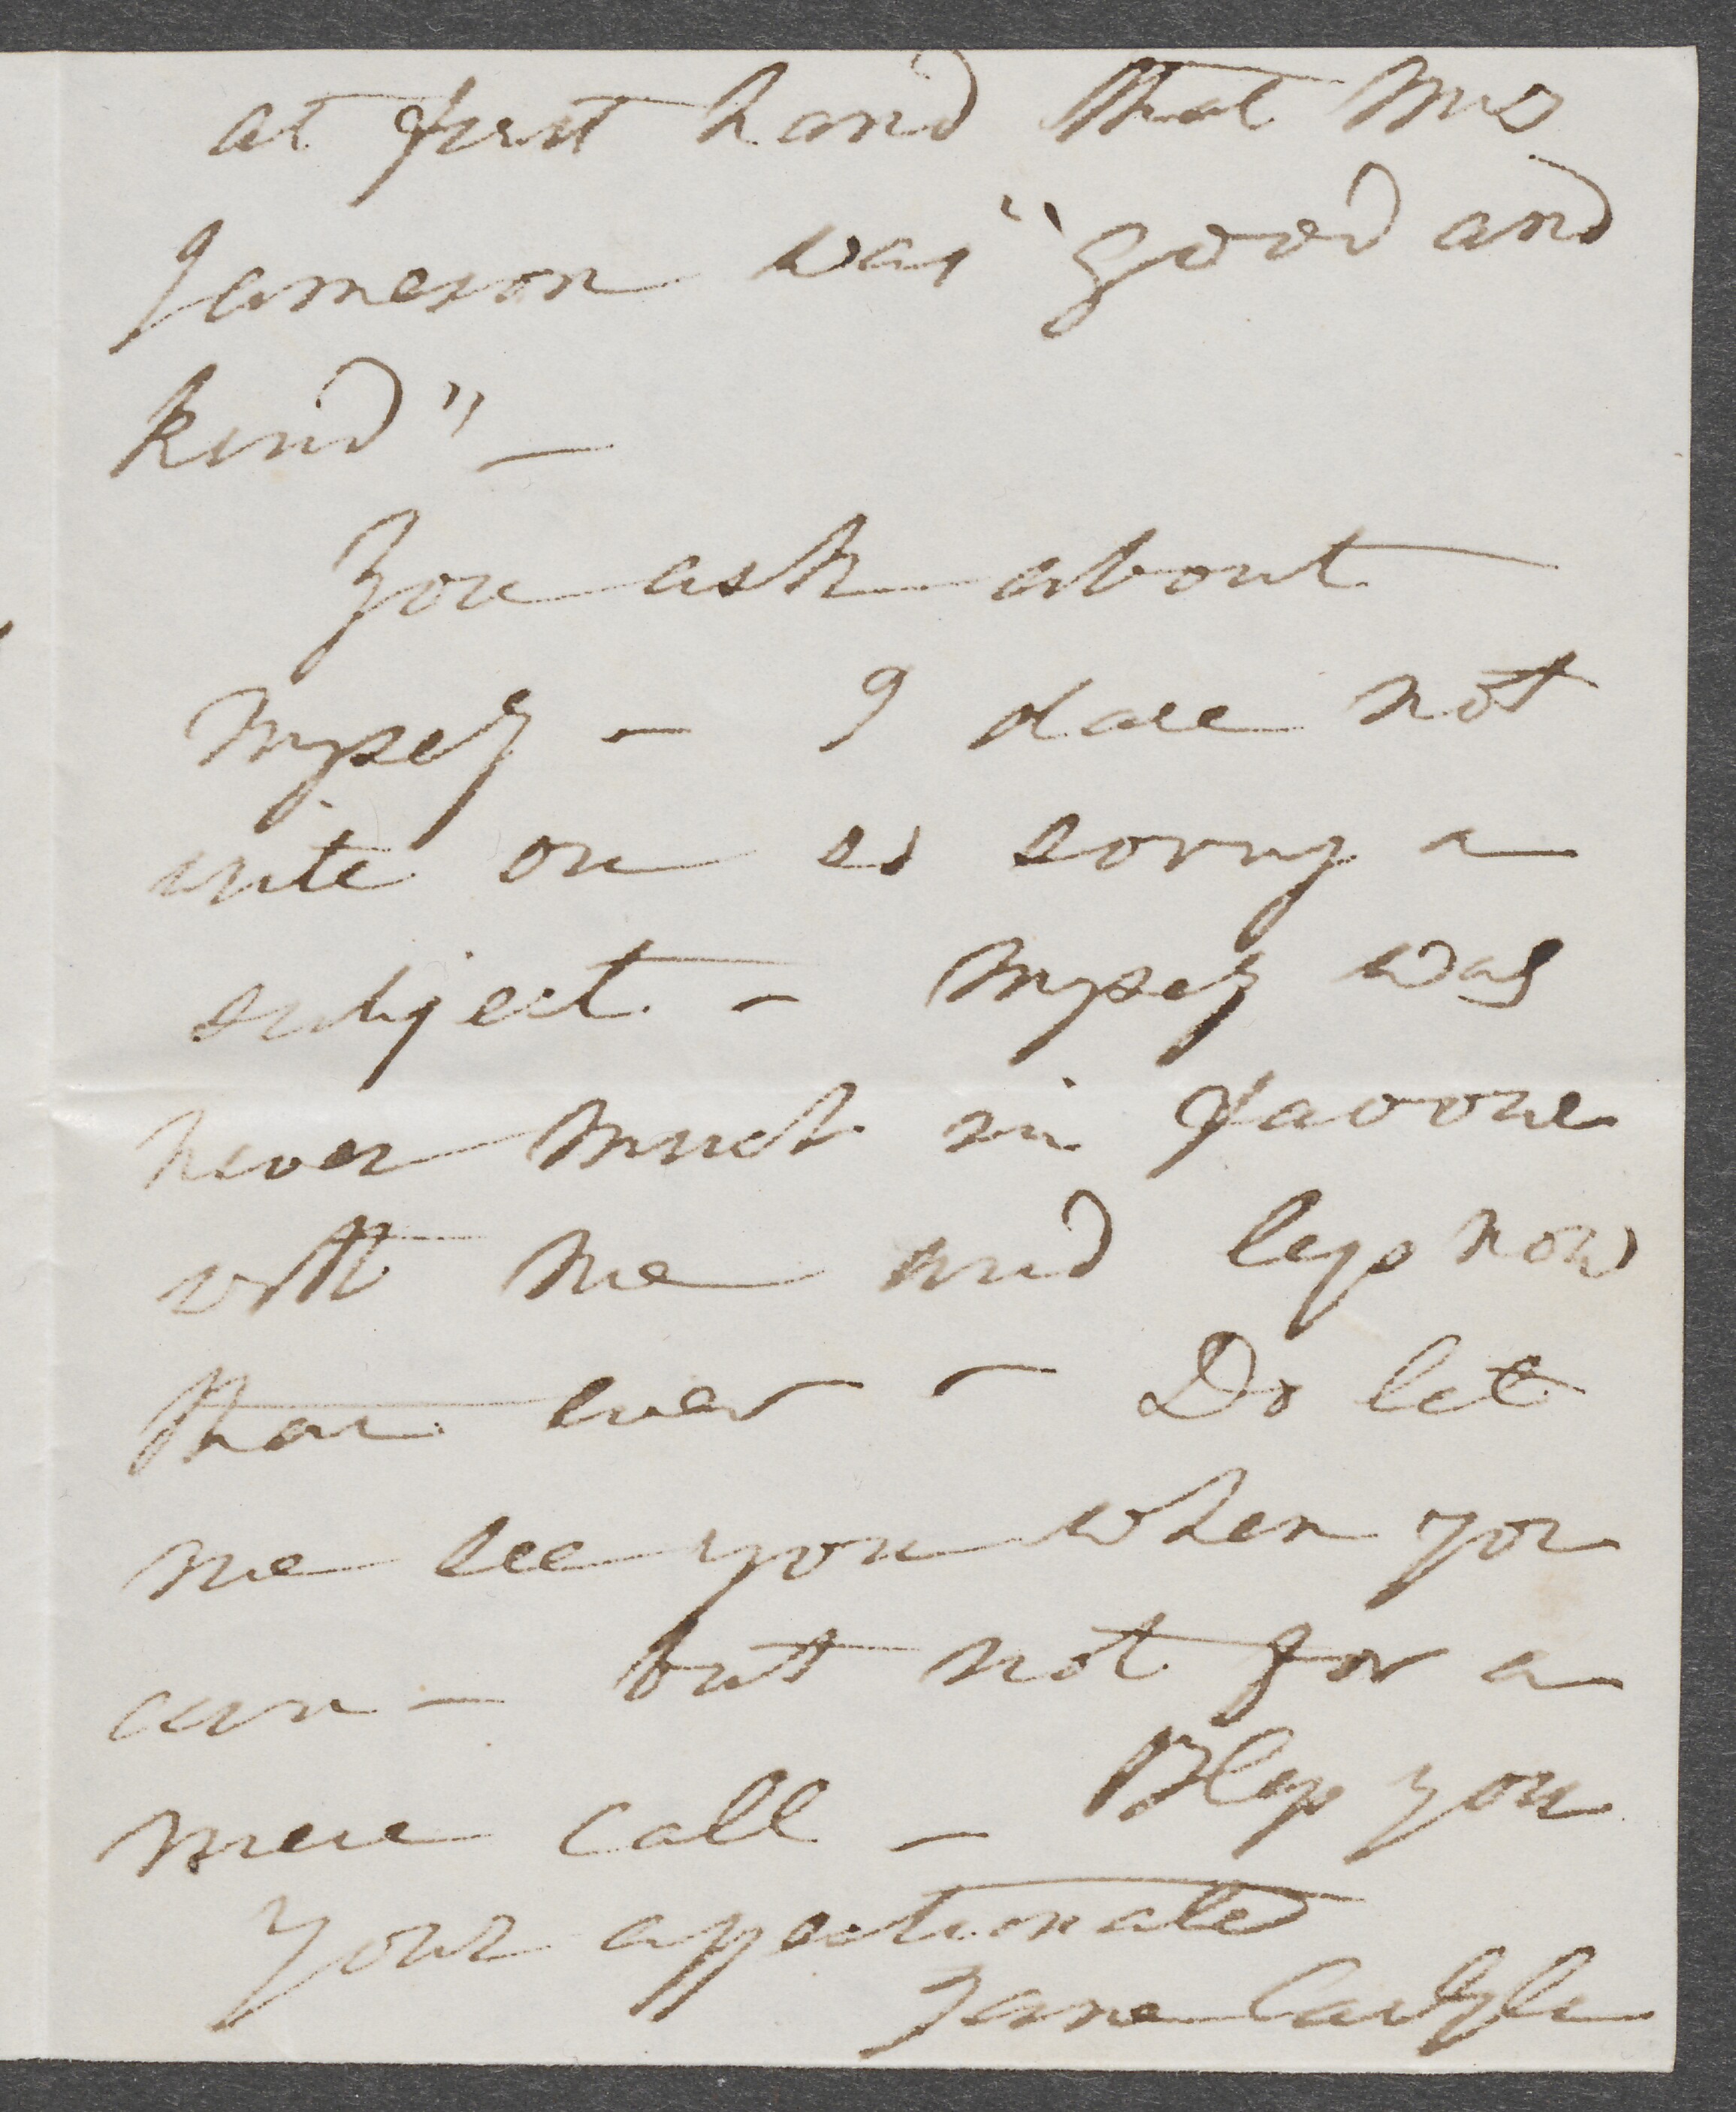 at first hand that Mrs
Jameson was "good and
kind" —
You ask about
myself — I dare not
write on so sorry a
subject — Myself was
never much in favour
with me and less now
than ever — Do let
me see you when you
can — but not for a
mere call — Bless you
Your affectionate
Jane Carlyle